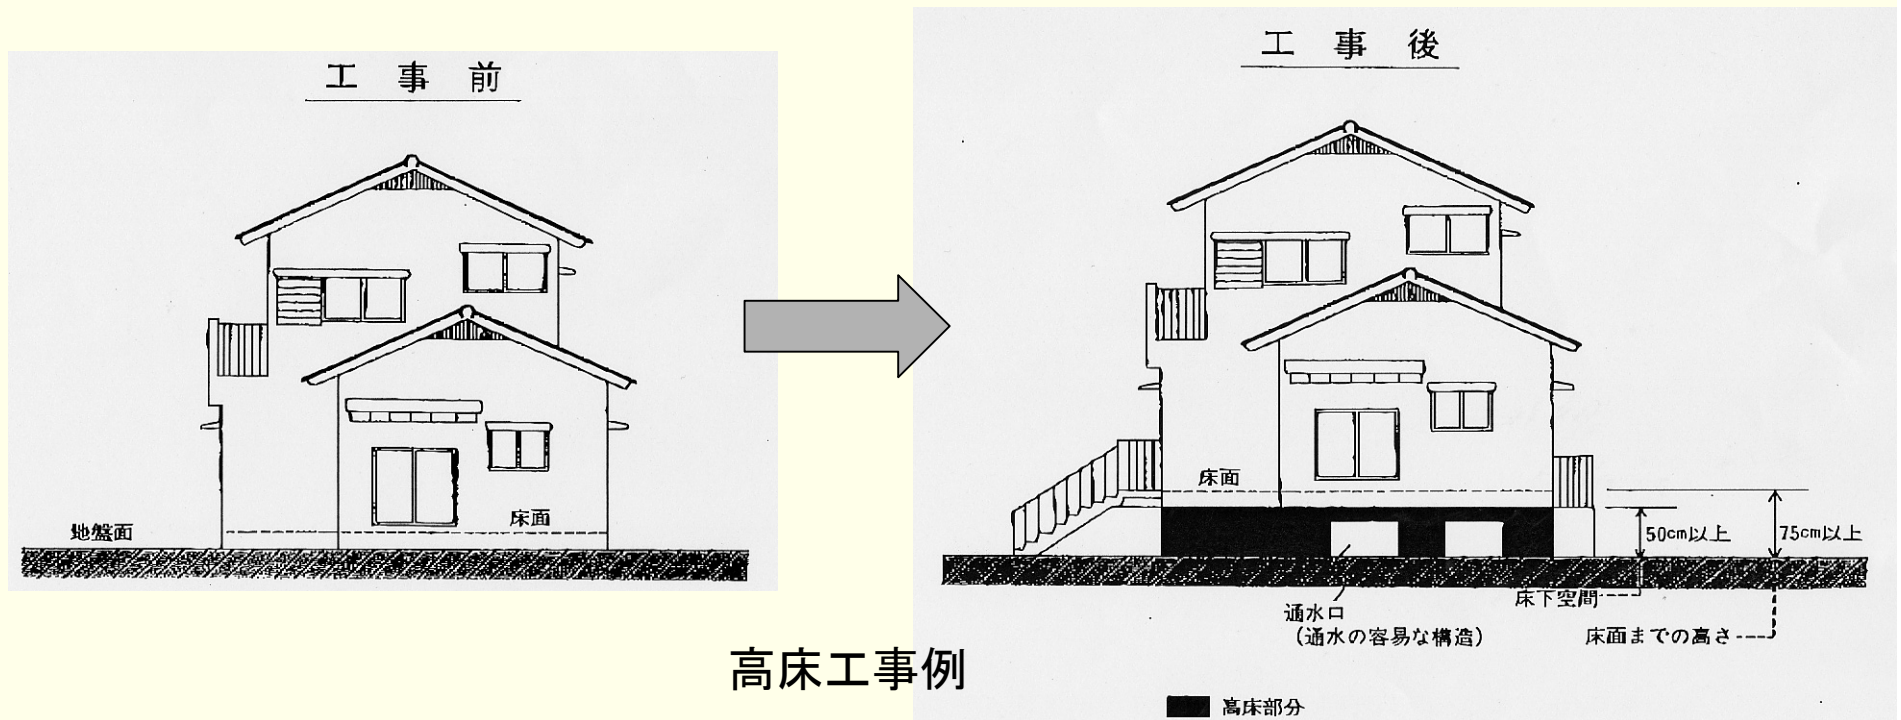 工事前
地盤面
床面
工事後
床面
50cm以上
75cm以上
床下空間
通水口
(通水の容易な構造)
床面までの高さ
高床工事例
高床部分